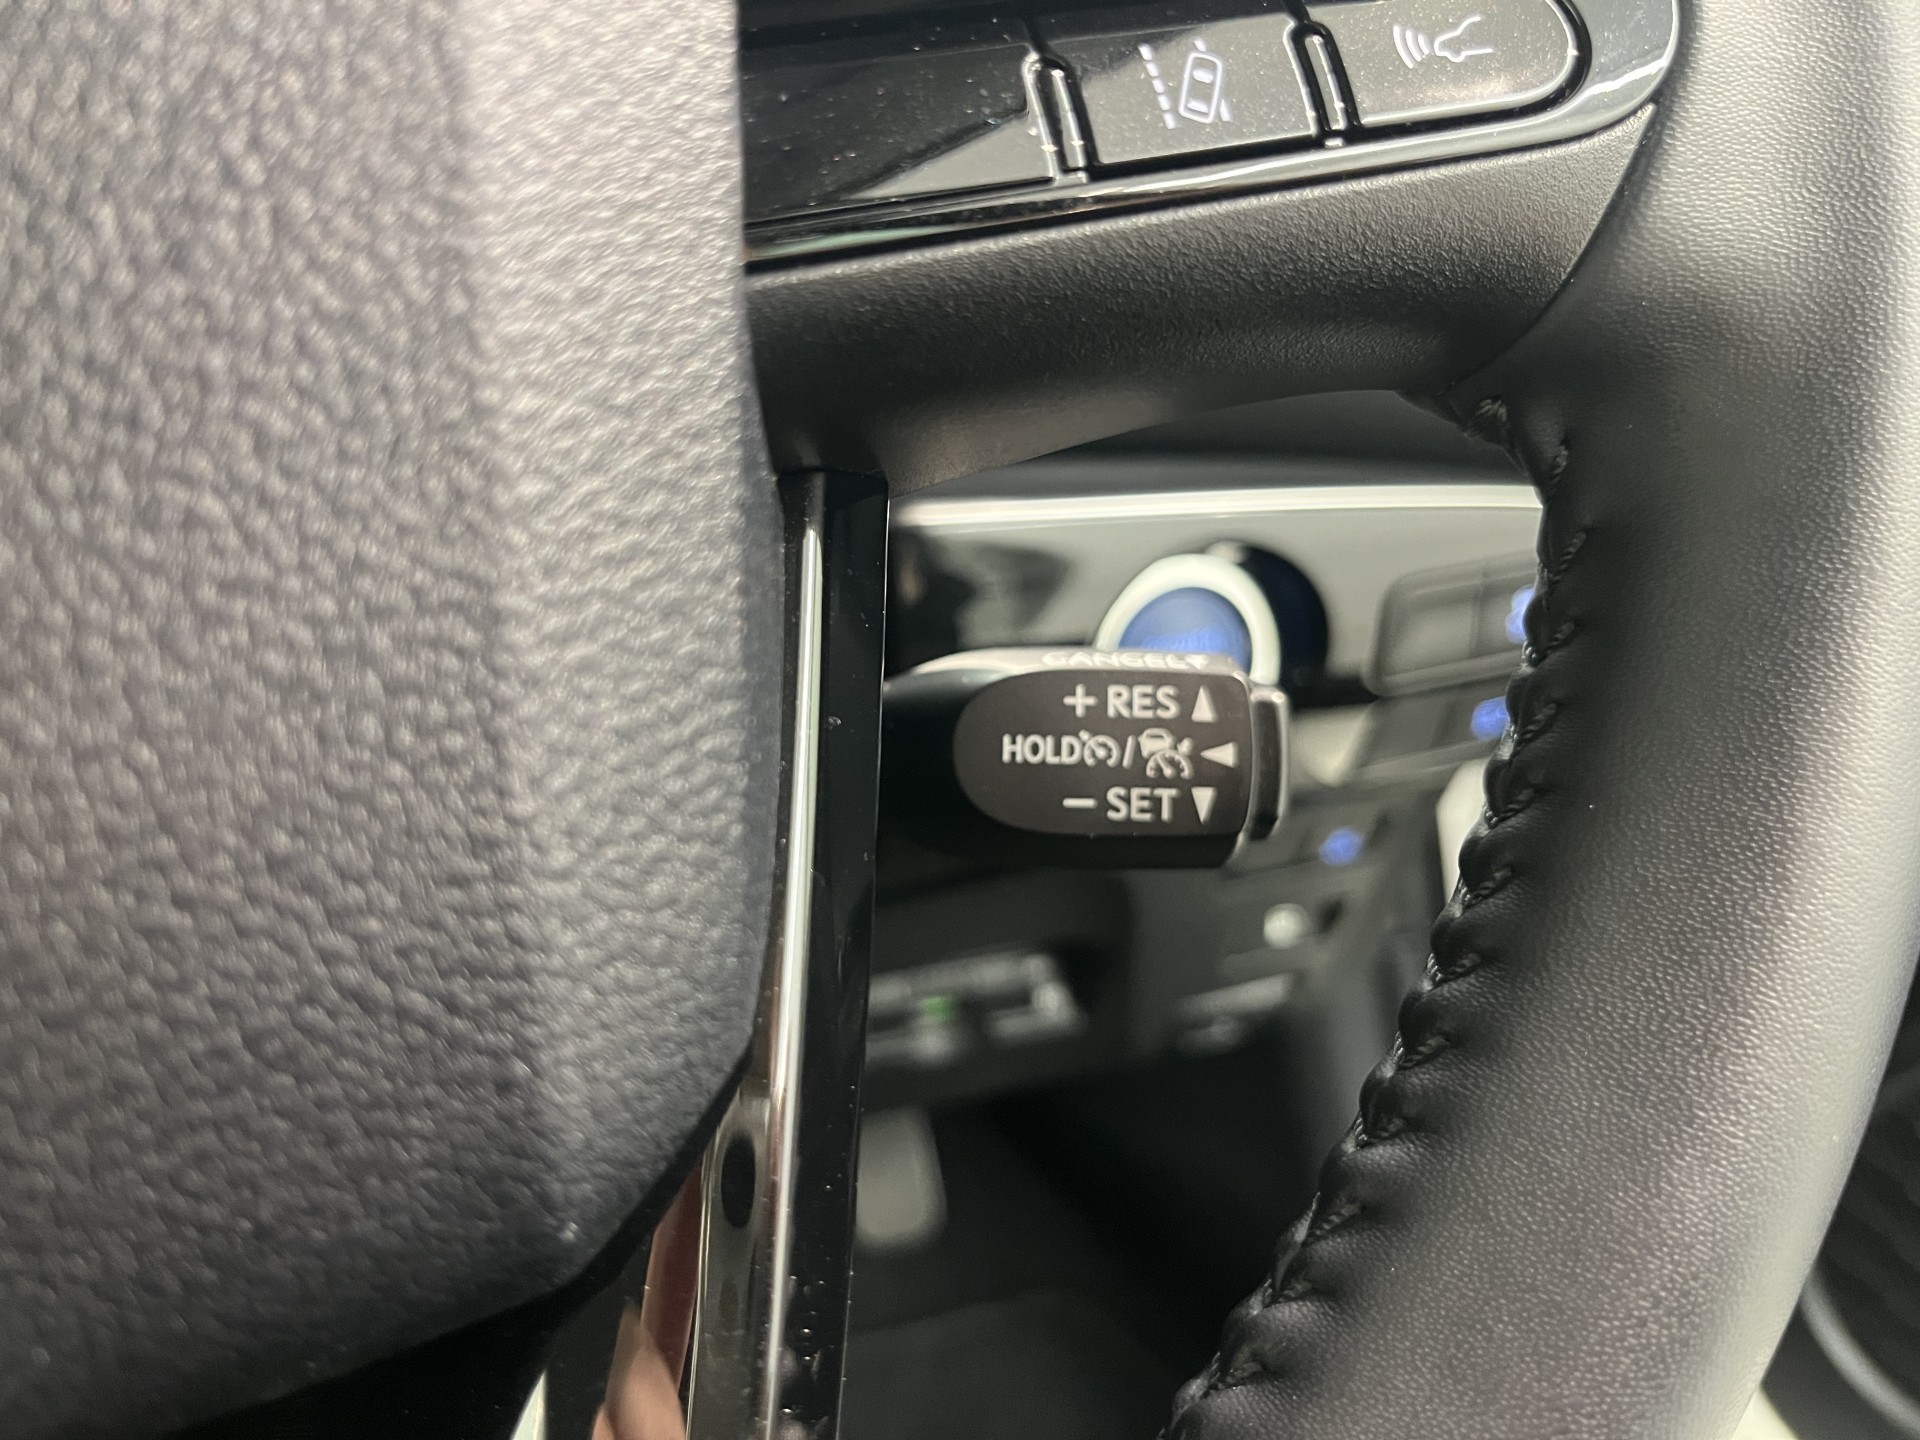 CANCEL▼
+ RES ▲
HOLD / ◀
− SET ▼